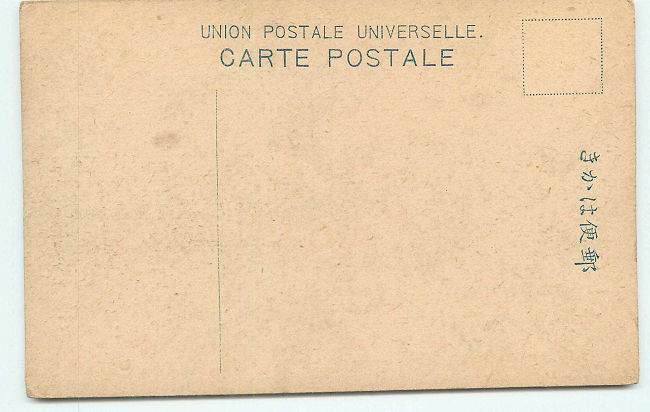 UNION POSTALE UNIVERSELLE.
CARTE POSTALE
きかは便郵